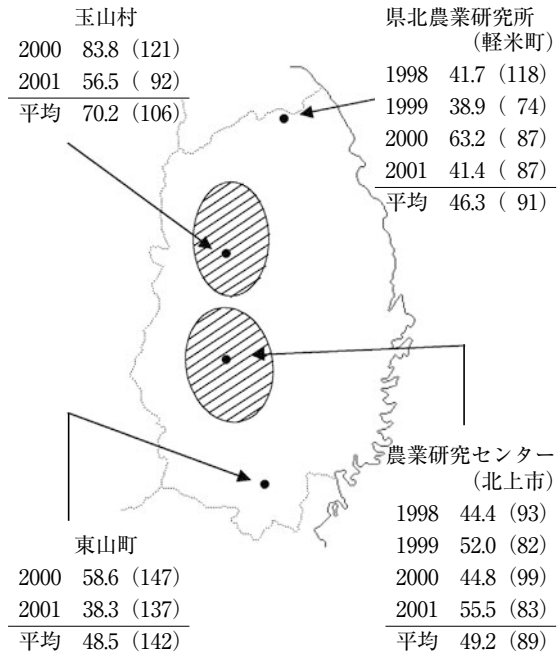 玉山村
2000 83.8 (121)
2001 56.5 ( 92)
平均 70.2 (106)
県北農業研究所
(軽米町)
1998 41.7 (118)
1999 38.9 ( 74)
2000 63.2 ( 87)
2001 41.4 ( 87)
平均 46.3 ( 91)
東山町
2000 58.6 (147)
2001 38.3 (137)
平均 48.5 (142)
農業研究センター
(北上市)
1998 44.4 (93)
1999 52.0 (82)
2000 44.8 (99)
2001 55.5 (83)
平均 49.2 (89)